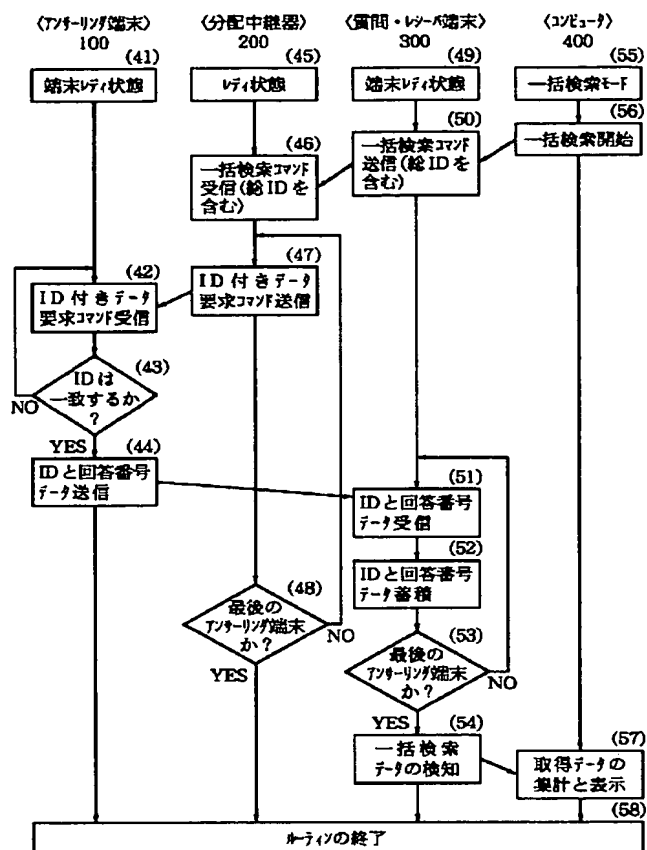 〈アンサーリング端末〉
100
〈分配中継器〉
200
〈質問・レシーバ端末〉
300
〈コンピュータ〉
400
(41)
端末レディ状態
(45)
レディ状態
(49)
端末レディ状態
(55)
一括検索モード
(56)
一括検索開始
(50)
一括検索コマンド
送信(総IDを
含む)
(46)
一括検索コマンド
受信(総IDを
含む)
(47)
ID付きデータ
要求コマンド送信
(42)
ID付きデータ
要求コマンド受信
(43)
IDは
一致するか
?
NO
YES
(44)
IDと回答番号
データ送信
(51)
IDと回答番号
データ受信
(52)
IDと回答番号
データ蓄積
(48)
最後の
アンサーリング端末
か?
NO
YES
(53)
最後の
アンサーリング端末
か?
NO
YES
(54)
一括検索
データの検知
(57)
取得データの
集計と表示
(58)
ルーティンの終了